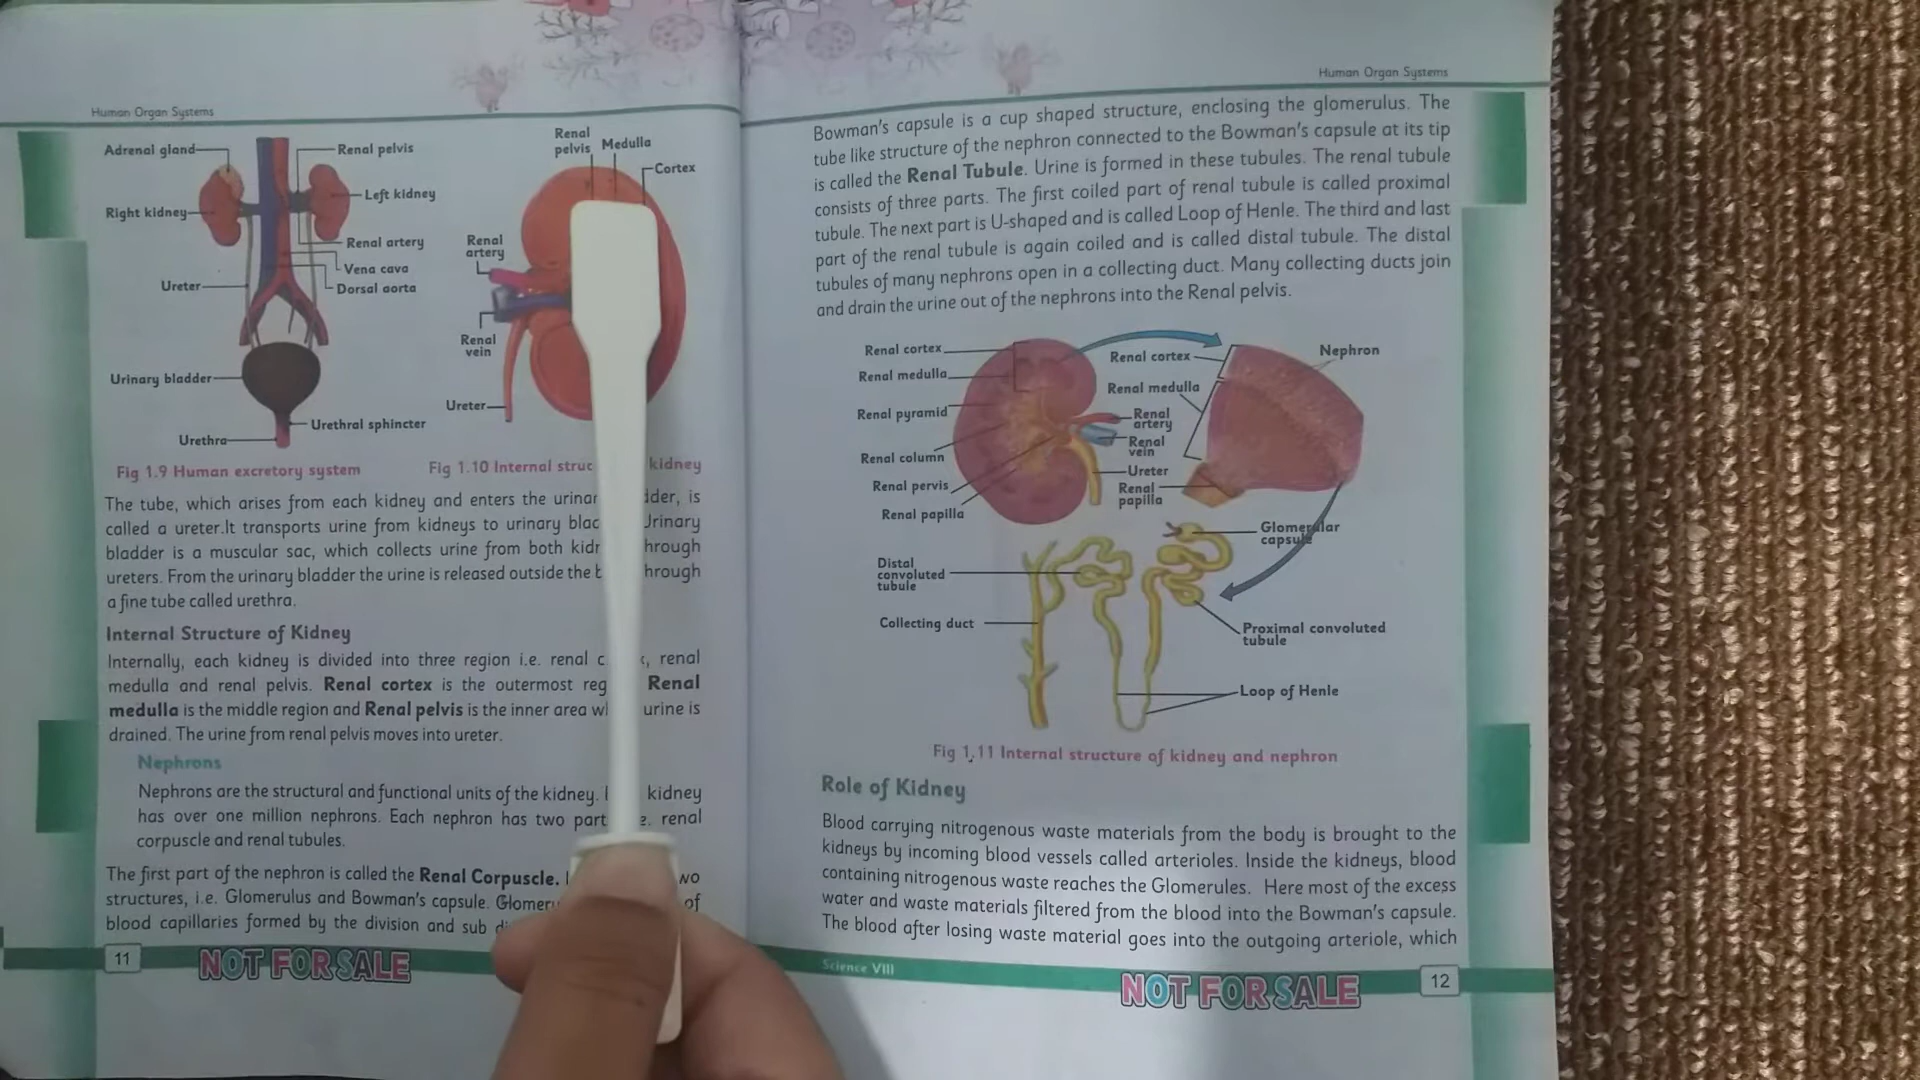 Human Organ Systems
Adrenal gland
Renal pelvis
Left kidney
Right kidney
Renal artery
Vena cava
Dorsal aorta
Ureter
Urinary bladder
Urethral sphincter
Urethra
Fig 1.9 Human excretory system
Renal
pelvis
Medulla
Cortex
Renal
artery
Renal
vein
Ureter
Fig 1.10 Internal struc kidney
The tube, which arises from each kidney and enters the urinar dder, is
called a ureter.It transports urine from kidneys to urinary blad Urinary
bladder is a muscular sac, which collects urine from both kid hrough
ureters. From the urinary bladder the urine is released outside the b hrough
a fine tube called urethra.
Internal Structure of Kidney
Internally, each kidney is divided into three region i.e. renal c x, renal
medulla and renal pelvis. Renal cortex is the outermost reg Renal
medulla is the middle region and Renal pelvis is the inner area w urine is
drained. The urine from renal pelvis moves into ureter.
Nephrons
Nephrons are the structural and functional units of the kidney. kidney
has over one million nephrons. Each nephron has two part e. renal
corpuscle and renal tubules.
The first part of the nephron is called the Renal Corpuscle. wo
structures, i.e. Glomerulus and Bowman's capsule. Glomeru of
blood capillaries formed by the division and sub d
11
NOT FOR SALE
Human Organ Systems
Bowman's capsule is a cup shaped structure, enclosing the glomerulus. The
tube like structure of the nephron connected to the Bowman's capsule at its tip
is called the Renal Tubule. Urine is formed in these tubules. The renal tubule
consists of three parts. The first coiled part of renal tubule is called proximal
tubule. The next part is U-shaped and is called Loop of Henle. The third and last
part of the renal tubule is again coiled and is called distal tubule. The distal
tubules of many nephrons open in a collecting duct. Many collecting ducts join
and drain the urine out of the nephrons into the Renal pelvis.
Renal cortex
Renal medulla
Renal pyramid
Renal column
Renal pervis
Renal papilla
Renal cortex
Nephron
Renal medulla
Renal
artery
Renal
vein
Ureter
Renal
papilla
Glomerular
capsule
Distal
convoluted
tubule
Collecting duct
Proximal convoluted
tubule
Loop of Henle
Fig 1.11 Internal structure of kidney and nephron
Role of Kidney
Blood carrying nitrogenous waste materials from the body is brought to the
kidneys by incoming blood vessels called arterioles. Inside the kidneys, blood
containing nitrogenous waste reaches the Glomerules. Here most of the excess
water and waste materials filtered from the blood into the Bowman's capsule.
The blood after losing waste material goes into the outgoing arteriole, which
Science VIII
NOT FOR SALE
12